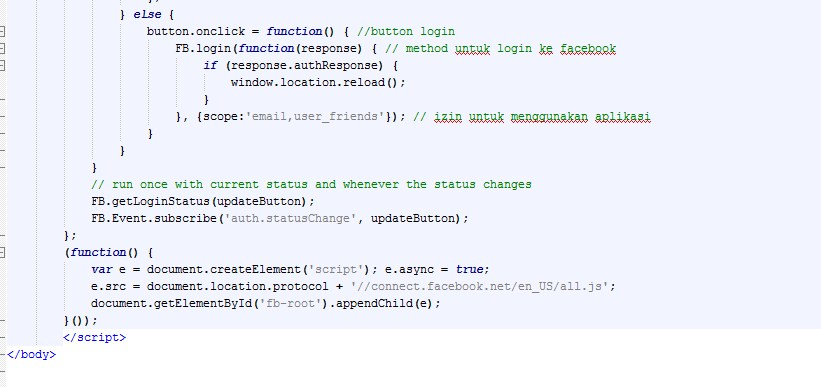 } else {
button.onclick = function() { //button login
FB.login(function(response) { // method untuk login ke facebook
if (response.authResponse) {
window.location.reload();
}
}, {scope:'email,user_friends'}); // izin untuk menggunakan aplikasi
}
}
}
// run once with current status and whenever the status changes
FB.getLoginStatus(updateButton);
FB.Event.subscribe('auth.statusChange', updateButton);
};
(function() {
var e = document.createElement('script'); e.async = true;
e.src = document.location.protocol + '//connect.facebook.net/en_US/all.js';
document.getElementById('fb-root').appendChild(e);
}());
</script>
</body>